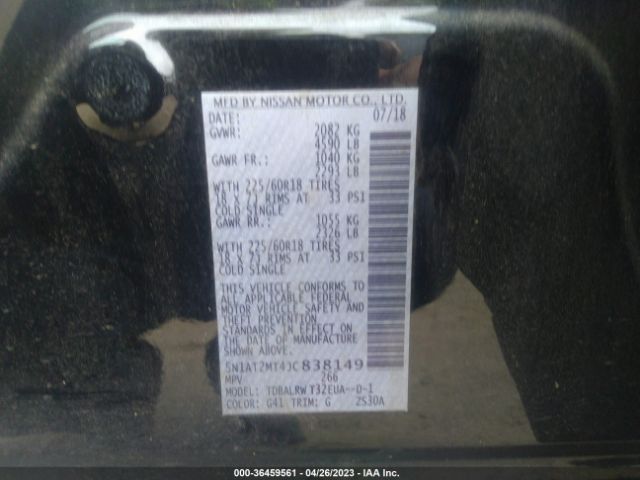 MFD BY NISSAN MOTOR CO., LTD.
DATE: 07/18
GVWR: 2082 KG
4590 LB
GAWR FR.: 1040 KG
2293 LB
WITH 225/60R18 TIRES
18 X 7J RIMS AT 33 PSI
COLD SINGLE
GAWR RR.: 1055 KG
2326 LB
WITH 225/60R18 TIRES
18 X 7J RIMS AT 33 PSI
COLD SINGLE
THIS VEHICLE CONFORMS TO
ALL APPLICABLE FEDERAL
MOTOR VEHICLE SAFETY AND
THEFT PREVENTION
STANDARDS IN EFFECT ON
THE DATE OF MANUFACTURE
SHOWN ABOVE.
5N1AT2MT4JC838149
MPV 266
MODEL: TDBALRW T32EUA--D-1
COLOR: G41 TRIM: G 2S30A
000-36459561 - 04/26/2023 - IAA Inc.